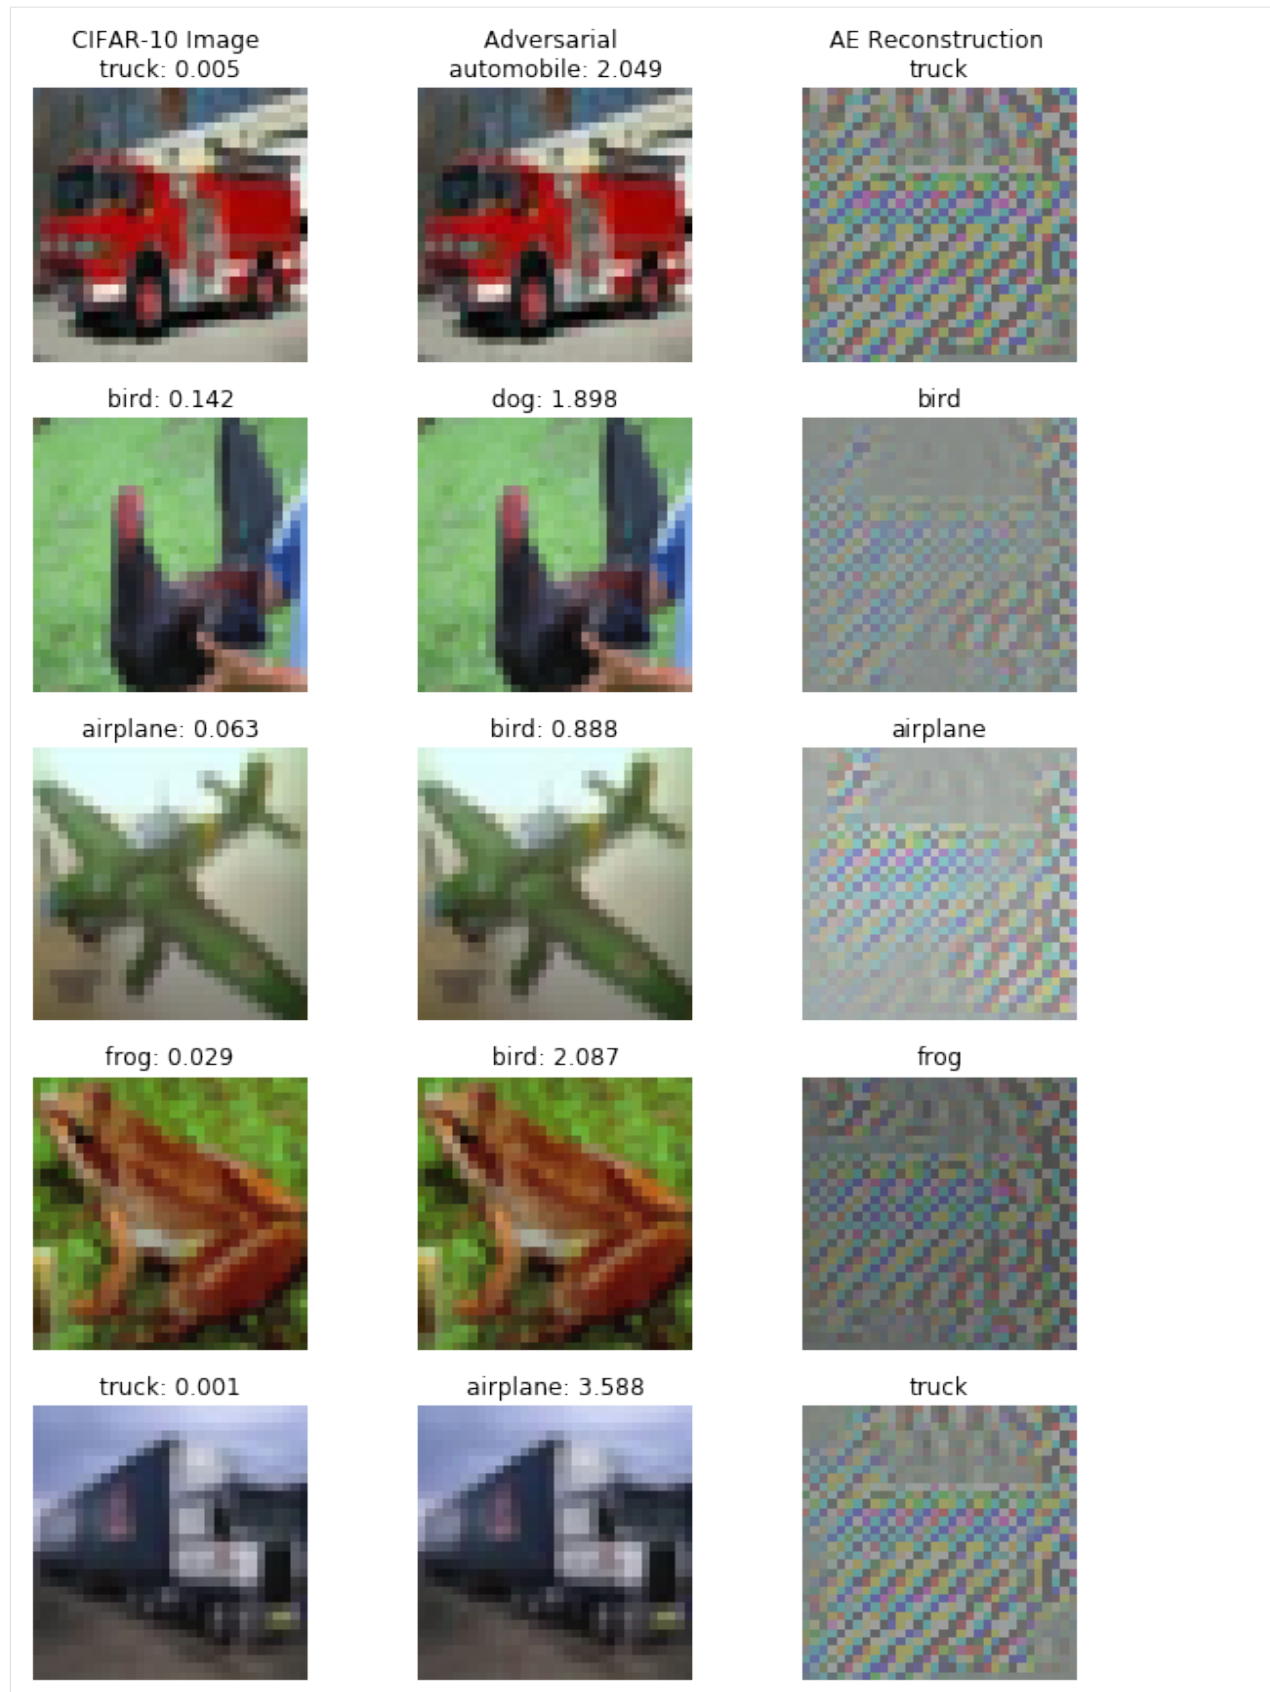 CIFAR-10 Image
truck: 0.005
Adversarial
automobile: 2.049
AE Reconstruction
truck
bird: 0.142
dog: 1.898
bird
airplane: 0.063
bird: 0.888
airplane
frog: 0.029
bird: 2.087
frog
truck: 0.001
airplane: 3.588
truck